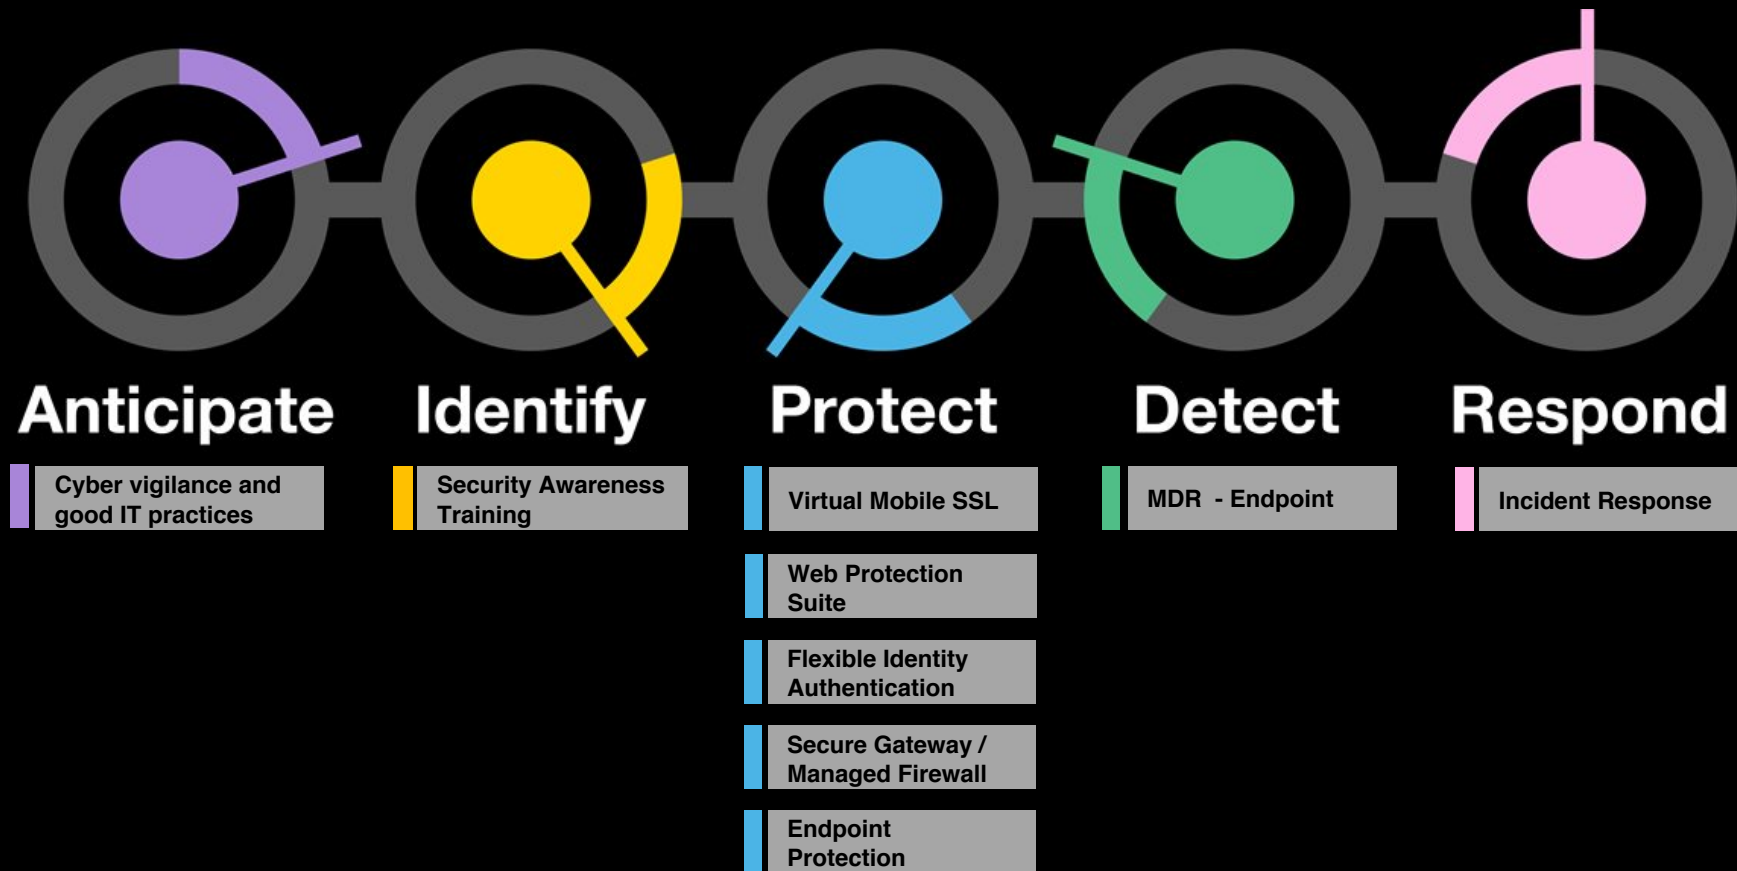 Anticipate
Identify
Protect
Detect
Respond
Cyber vigilance and
good IT practices
Security Awareness
Training
Virtual Mobile SSL
Web Protection
Suite
Flexible Identity
Authentication
Secure Gateway /
Managed Firewall
Endpoint
Protection
MDR  - Endpoint
Incident Response